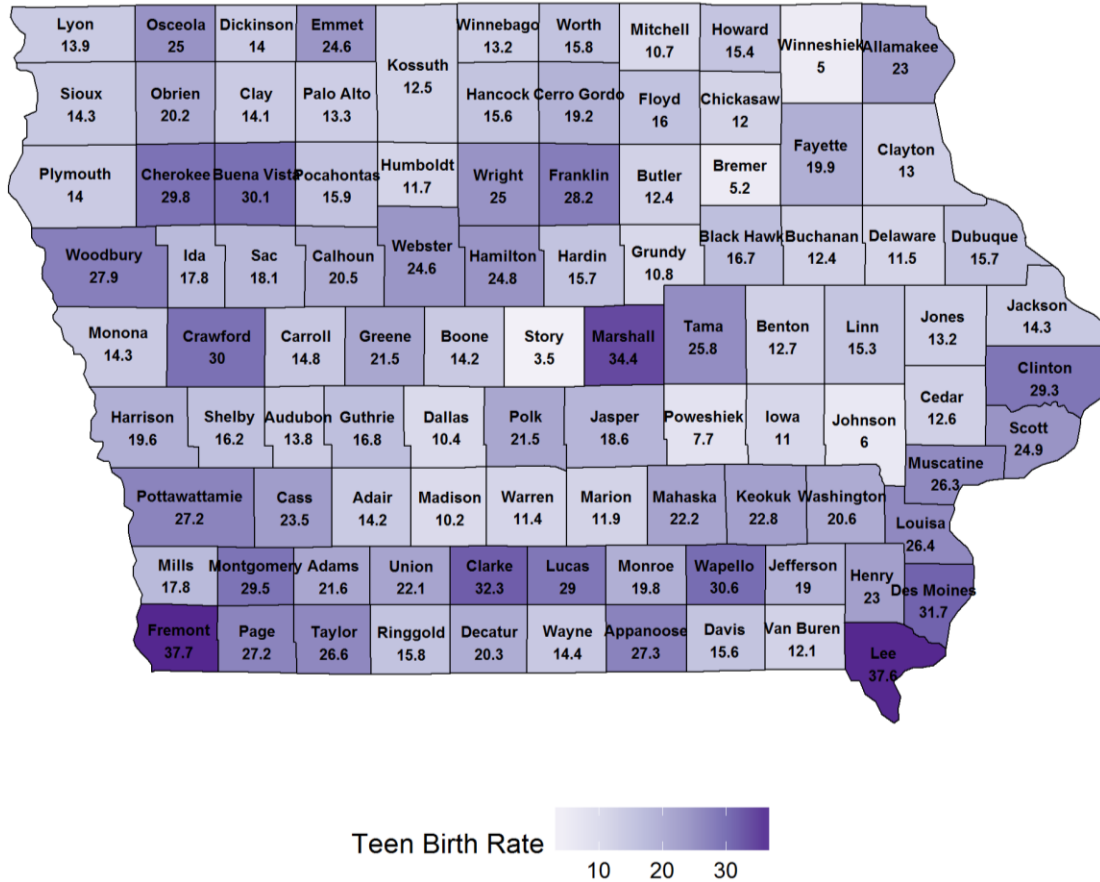 Lyon
13.9
Osceola
25
Dickinson
14
Emmet
24.6
Kossuth
12.5
Winnebago
13.2
Worth
15.8
Mitchell
10.7
Howard
15.4
Winneshiek
5
Allamakee
23
Sioux
14.3
Obrien
20.2
Clay
14.1
Palo Alto
13.3
Hancock
15.6
Cerro Gordo
19.2
Floyd
16
Chickasaw
12
Fayette
19.9
Clayton
13
Plymouth
14
Cherokee
29.8
Buena Vista
30.1
Pocahontas
15.9
Humboldt
11.7
Wright
25
Franklin
28.2
Butler
12.4
Bremer
5.2
Woodbury
27.9
Ida
17.8
Sac
18.1
Calhoun
20.5
Webster
24.6
Hamilton
24.8
Hardin
15.7
Grundy
10.8
Black Hawk
16.7
Buchanan
12.4
Delaware
11.5
Dubuque
15.7
Monona
14.3
Crawford
30
Carroll
14.8
Greene
21.5
Boone
14.2
Story
3.5
Marshall
34.4
Tama
25.8
Benton
12.7
Linn
15.3
Jones
13.2
Jackson
14.3
Clinton
29.3
Harrison
19.6
Shelby
16.2
Audubon
13.8
Guthrie
16.8
Dallas
10.4
Polk
21.5
Jasper
18.6
Poweshiek
7.7
Iowa
11
Johnson
6
Cedar
12.6
Scott
24.9
Muscatine
26.3
Pottawattamie
27.2
Cass
23.5
Adair
14.2
Madison
10.2
Warren
11.4
Marion
11.9
Mahaska
22.2
Keokuk
22.8
Washington
20.6
Louisa
26.4
Mills
17.8
Montgomery
29.5
Adams
21.6
Union
22.1
Clarke
32.3
Lucas
29
Monroe
19.8
Wapello
30.6
Jefferson
19
Henry
23
Des Moines
31.7
Fremont
37.7
Page
27.2
Taylor
26.6
Ringgold
15.8
Decatur
20.3
Wayne
14.4
Appanoose
27.3
Davis
15.6
Van Buren
12.1
Lee
37.6
Teen Birth Rate
10 20 30